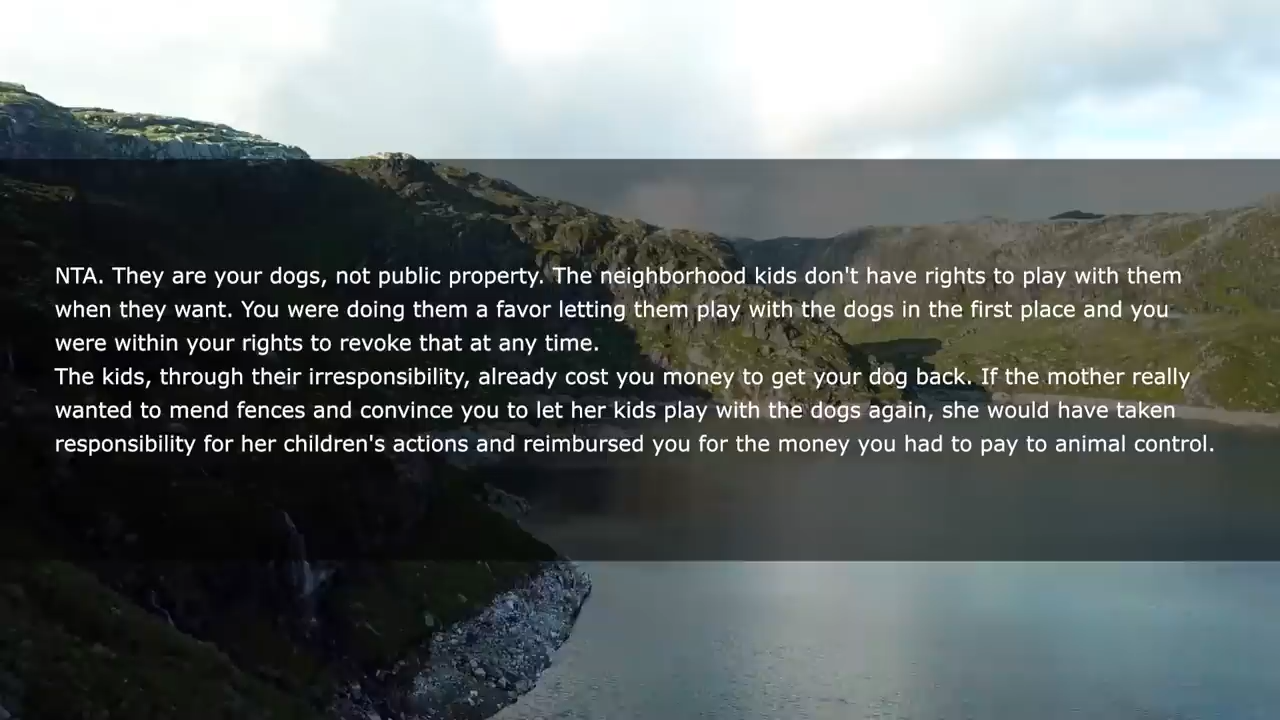 NTA. They are your dogs, not public property. The neighborhood kids don't have rights to play with them
when they want. You were doing them a favor letting them play with the dogs in the first place and you
were within your rights to revoke that at any time.
The kids, through their irresponsibility, already cost you money to get your dog back. If the mother really
wanted to mend fences and convince you to let her kids play with the dogs again, she would have taken
responsibility for her children's actions and reimbursed you for the money you had to pay to animal control.